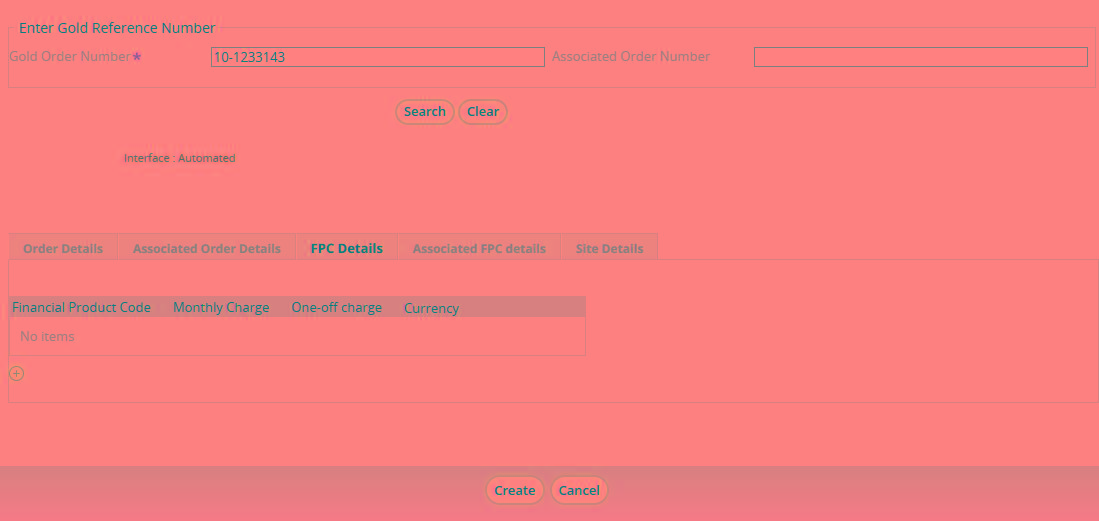 Enter Gold Reference Number
Gold Order Number* 10-1233143 Associated Order Number
Search Clear
Interface : Automated
Order Details Associated Order Details FPC Details Associated FPC details Site Details
Financial Product Code Monthly Charge One-off charge Currency
No items
Create Cancel